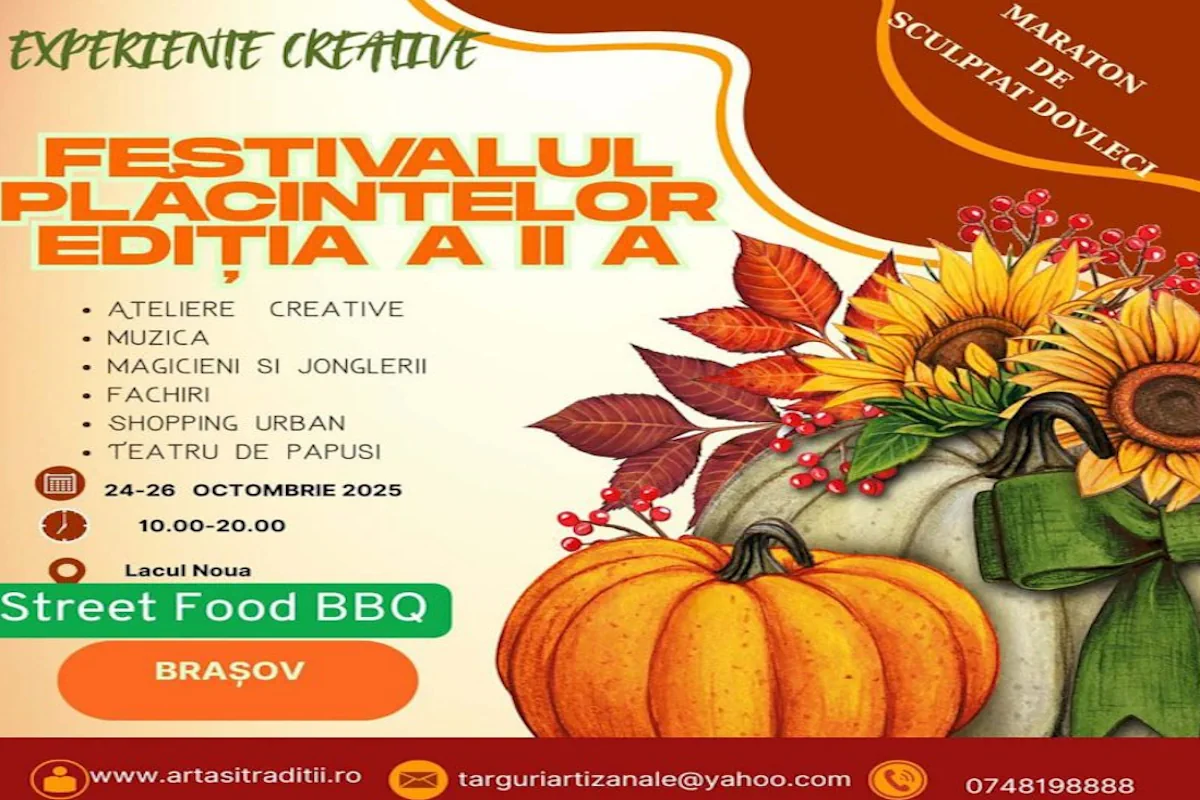 EXPERIENTE CREATIVE
MARATON
DE
SCULPTAT DOVLECI
FESTIVALUL
PLĂCINTELOR
EDIȚIA A II A
• ATELIERE CREATIVE
• MUZICA
• MAGICIENI SI JONGLERII
• FACHIRI
• SHOPPING URBAN
• TEATRU DE PAPUSI
24-26 OCTOMBRIE 2025
10.00-20.00
Lacul Noua
Street Food BBQ
BRAȘOV
www.artasitraditii.ro
targuriartizanale@yahoo.com
0748198888